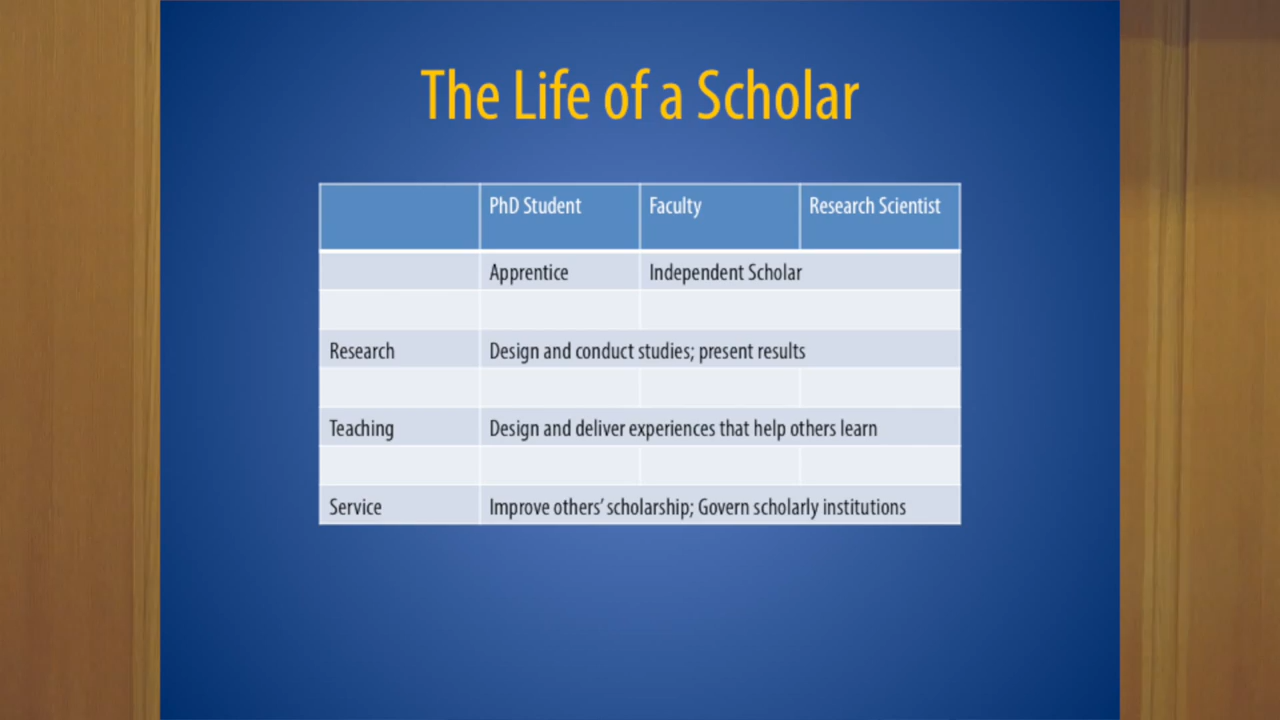 The Life of a Scholar
PhD Student Faculty Research Scientist
Apprentice Independent Scholar
Research Design and conduct studies; present results
Teaching Design and deliver experiences that help others learn
Service Improve others’ scholarship; Govern scholarly institutions